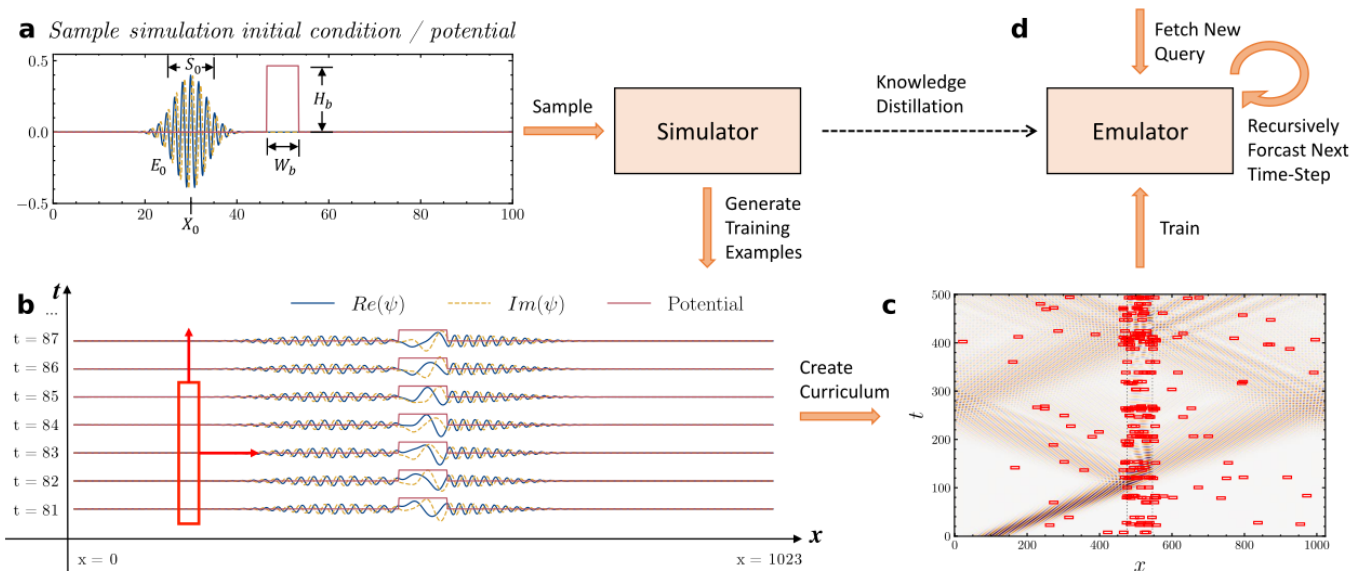 a Sample simulation initial condition / potential
0.5
0.0
−0.5
S₀
H_b
E₀
W_b
0 20 40 60 80 100
X₀
Sample
Simulator
Knowledge
Distillation
d
Fetch New
Query
Emulator
Recursively
Forcast Next
Time-Step
Generate
Training
Examples
Train
b
t
...
Re(ψ) Im(ψ) Potential
t = 87
t = 86
t = 85
t = 84
t = 83
t = 82
t = 81
x
x = 0
x = 1023
Create
Curriculum
c
500
400
300
200
100
0
t
0 200 400 600 800 1000
x